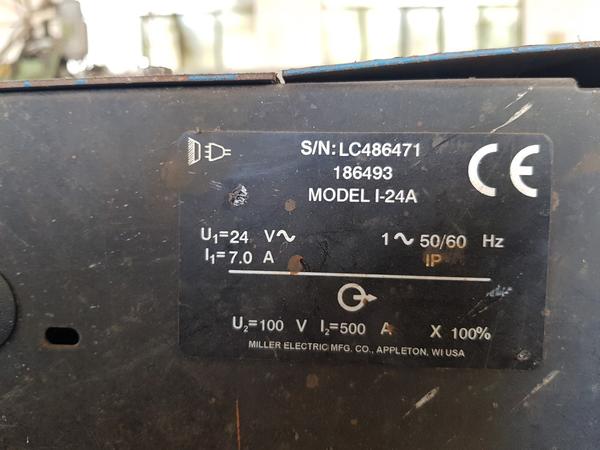 S/N: LC486471
186493
MODEL I-24A
CE
U₁=24 V~ 1~ 50/60 Hz
I₁=7.0 A IP
U₂=100 V I₂=500 A X 100%
MILLER ELECTRIC MFG. CO., APPLETON, WI USA